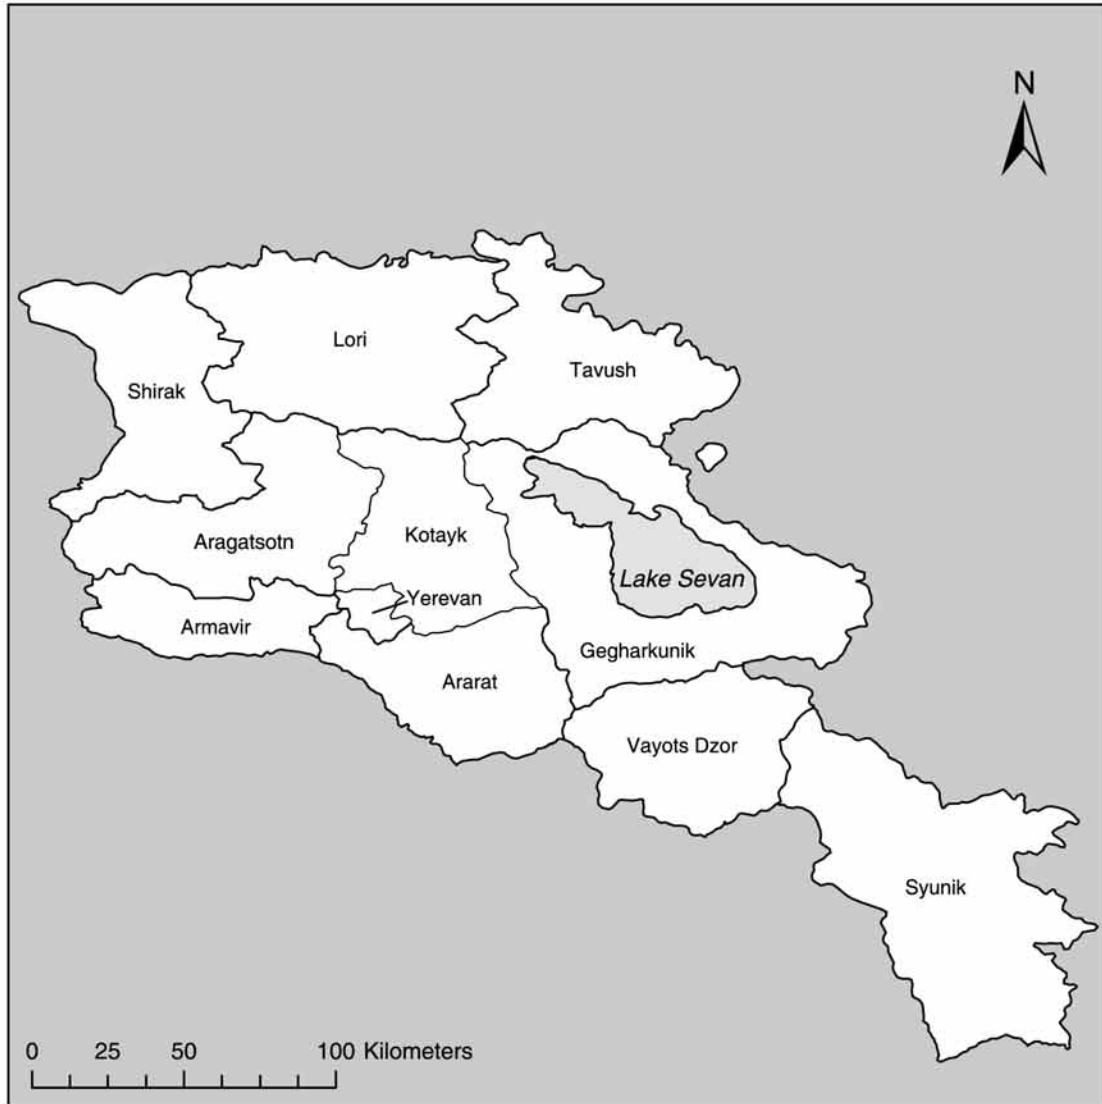 N
Lori
Tavush
Shirak
Aragatsotn
Kotayk
Lake Sevan
Yerevan
Armavir
Gegharkunik
Ararat
Vayots Dzor
Syunik
0 25 50 100 Kilometers